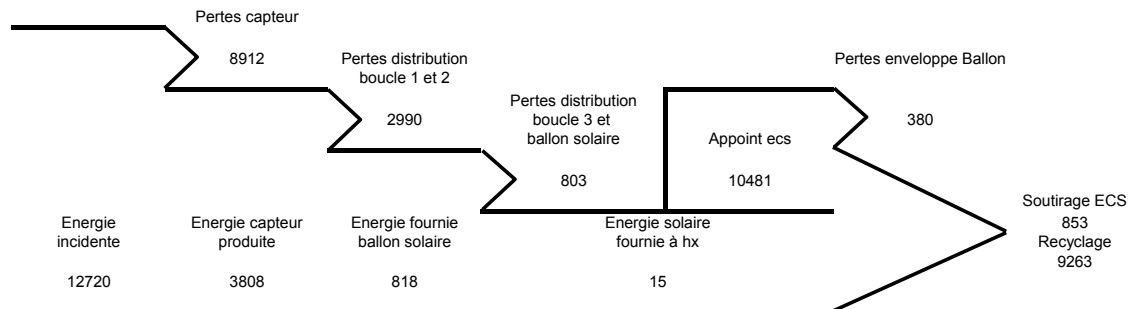 Pertes capteur
8912
Pertes distribution
boucle 1 et 2
2990
Pertes distribution
boucle 3 et
ballon solaire
803
Appoint ecs
10481
Pertes enveloppe Ballon
380
Energie
incidente
12720
Energie capteur
produite
3808
Energie fournie
ballon solaire
818
Energie solaire
fournie à hx
15
Soutirage ECS
853
Recyclage
9263